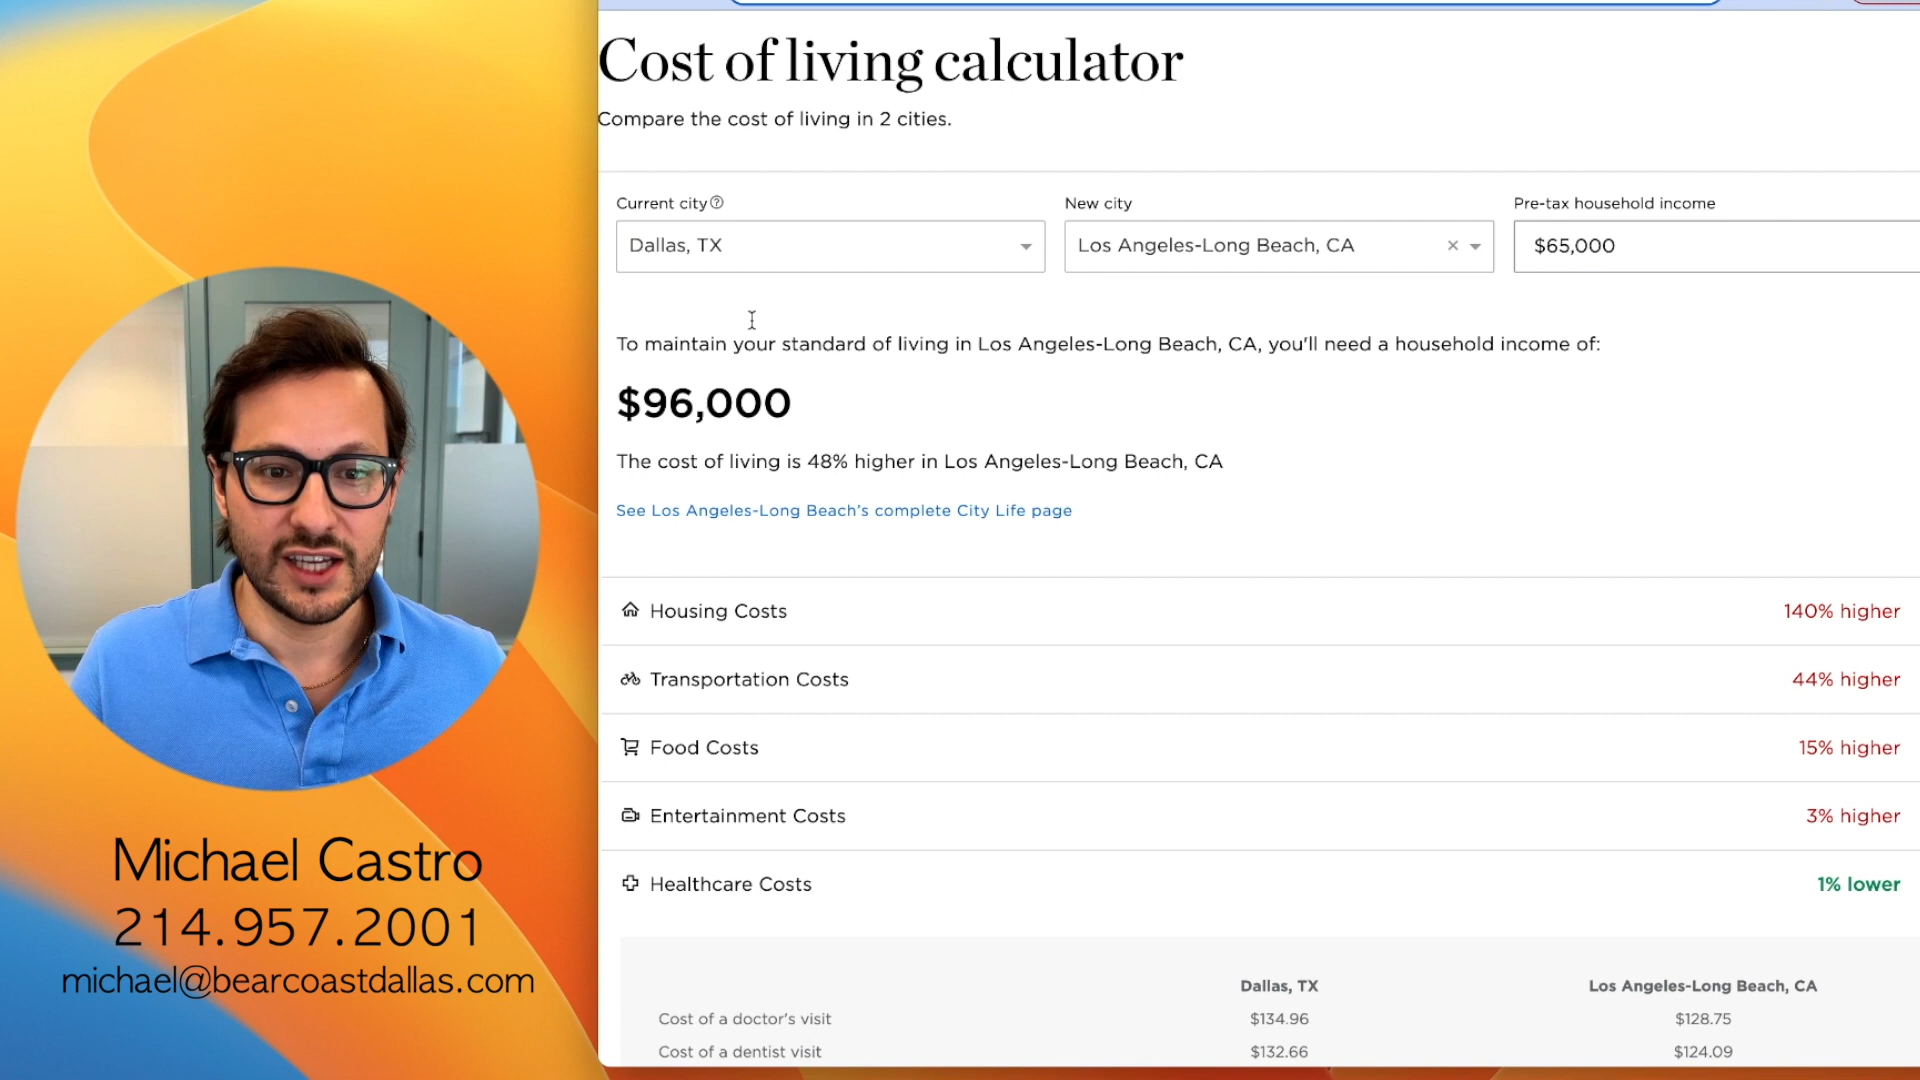 Cost of living calculator
Compare the cost of living in 2 cities.
Current city
New city
Pre-tax household income
Dallas, TX
Los Angeles-Long Beach, CA
$65,000
To maintain your standard of living in Los Angeles-Long Beach, CA, you'll need a household income of:
$96,000
The cost of living is 48% higher in Los Angeles-Long Beach, CA
See Los Angeles-Long Beach's complete City Life page
Housing Costs 140% higher
Transportation Costs 44% higher
Food Costs 15% higher
Entertainment Costs 3% higher
Healthcare Costs 1% lower
Dallas, TX Los Angeles-Long Beach, CA
Cost of a doctor's visit $134.96 $128.75
Cost of a dentist visit $132.66 $124.09
Michael Castro
214.957.2001
michael@bearcoastdallas.com